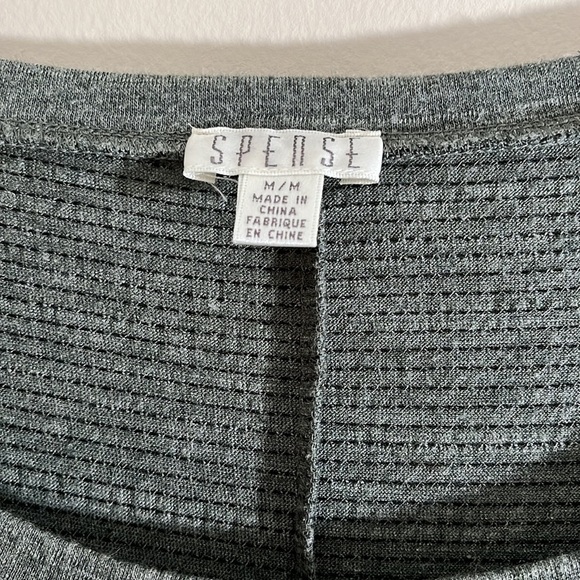 SPENSE
M/M
MADE IN
CHINA
FABRIQUE
EN CHINE